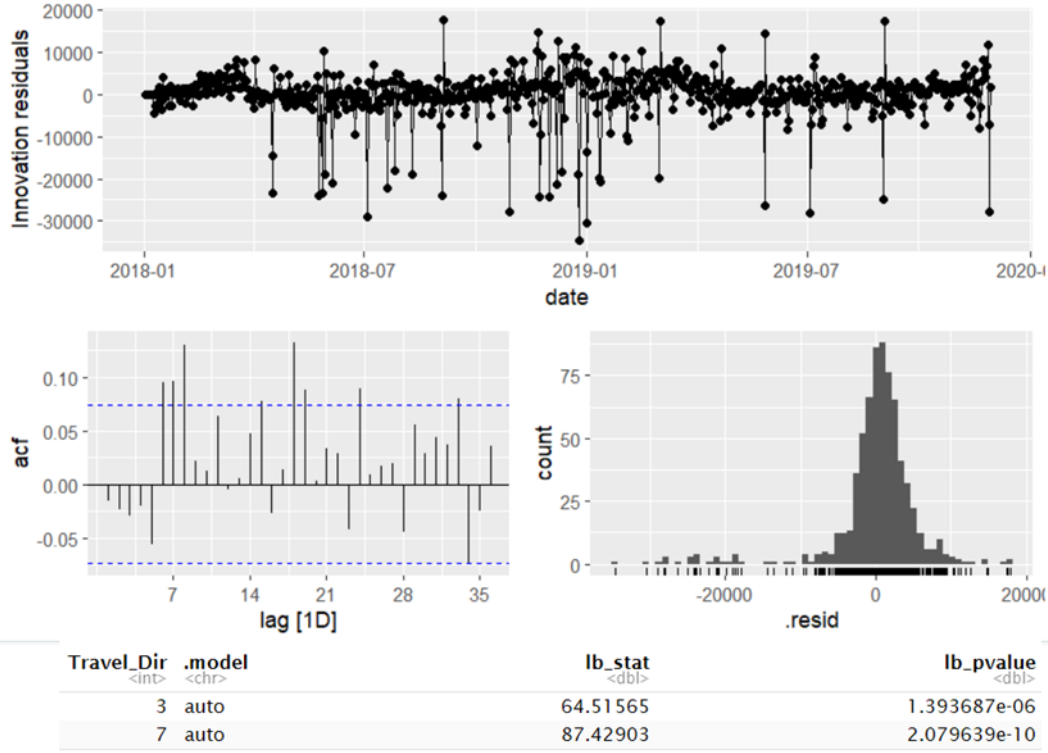 20000
10000
0
-10000
-20000
-30000
Innovation residuals
2018-01 2018-07 2019-01 2019-07 2020-
date
0.10
0.05
0.00
-0.05
acf
7 14 21 28 35
lag [1D]
75
50
25
0
count
-20000 0 20000
.resid
Travel_Dir .model lb_stat lb_pvalue
<int> <chr> <dbl> <dbl>
3 auto 64.51565 1.393687e-06
7 auto 87.42903 2.079639e-10